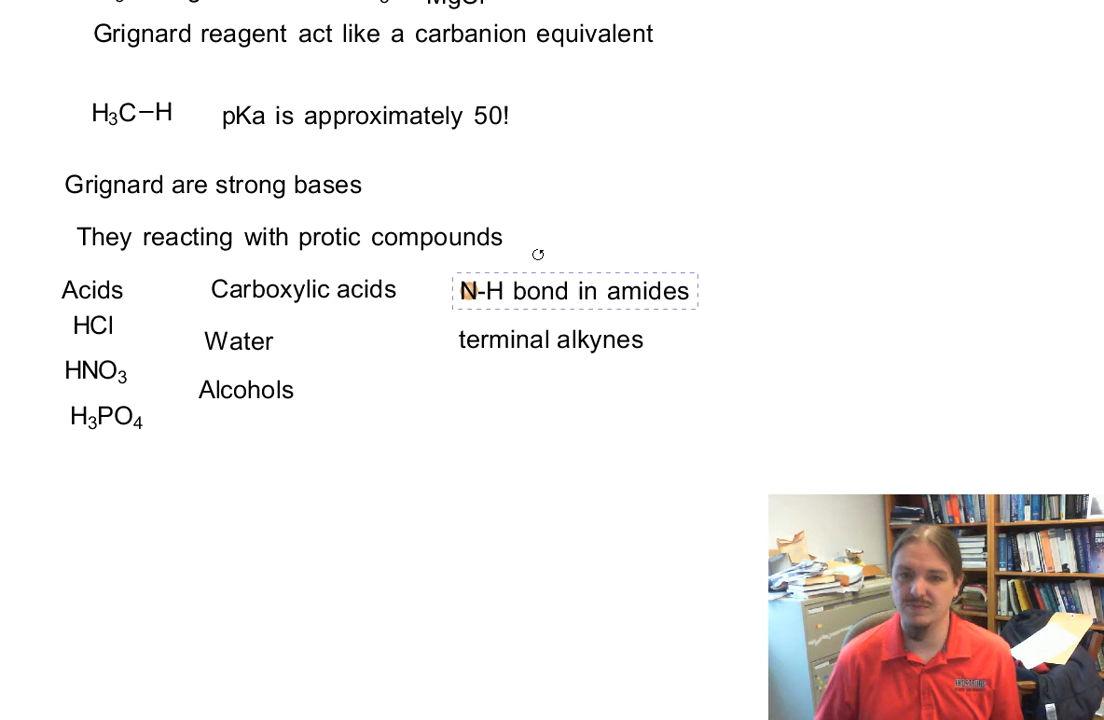 MgCl
Grignard reagent act like a carbanion equivalent
H₃C–H pKa is approximately 50!
Grignard are strong bases
They reacting with protic compounds
Acids Carboxylic acids N-H bond in amides
HCl
Water terminal alkynes
HNO₃
Alcohols
H₃PO₄